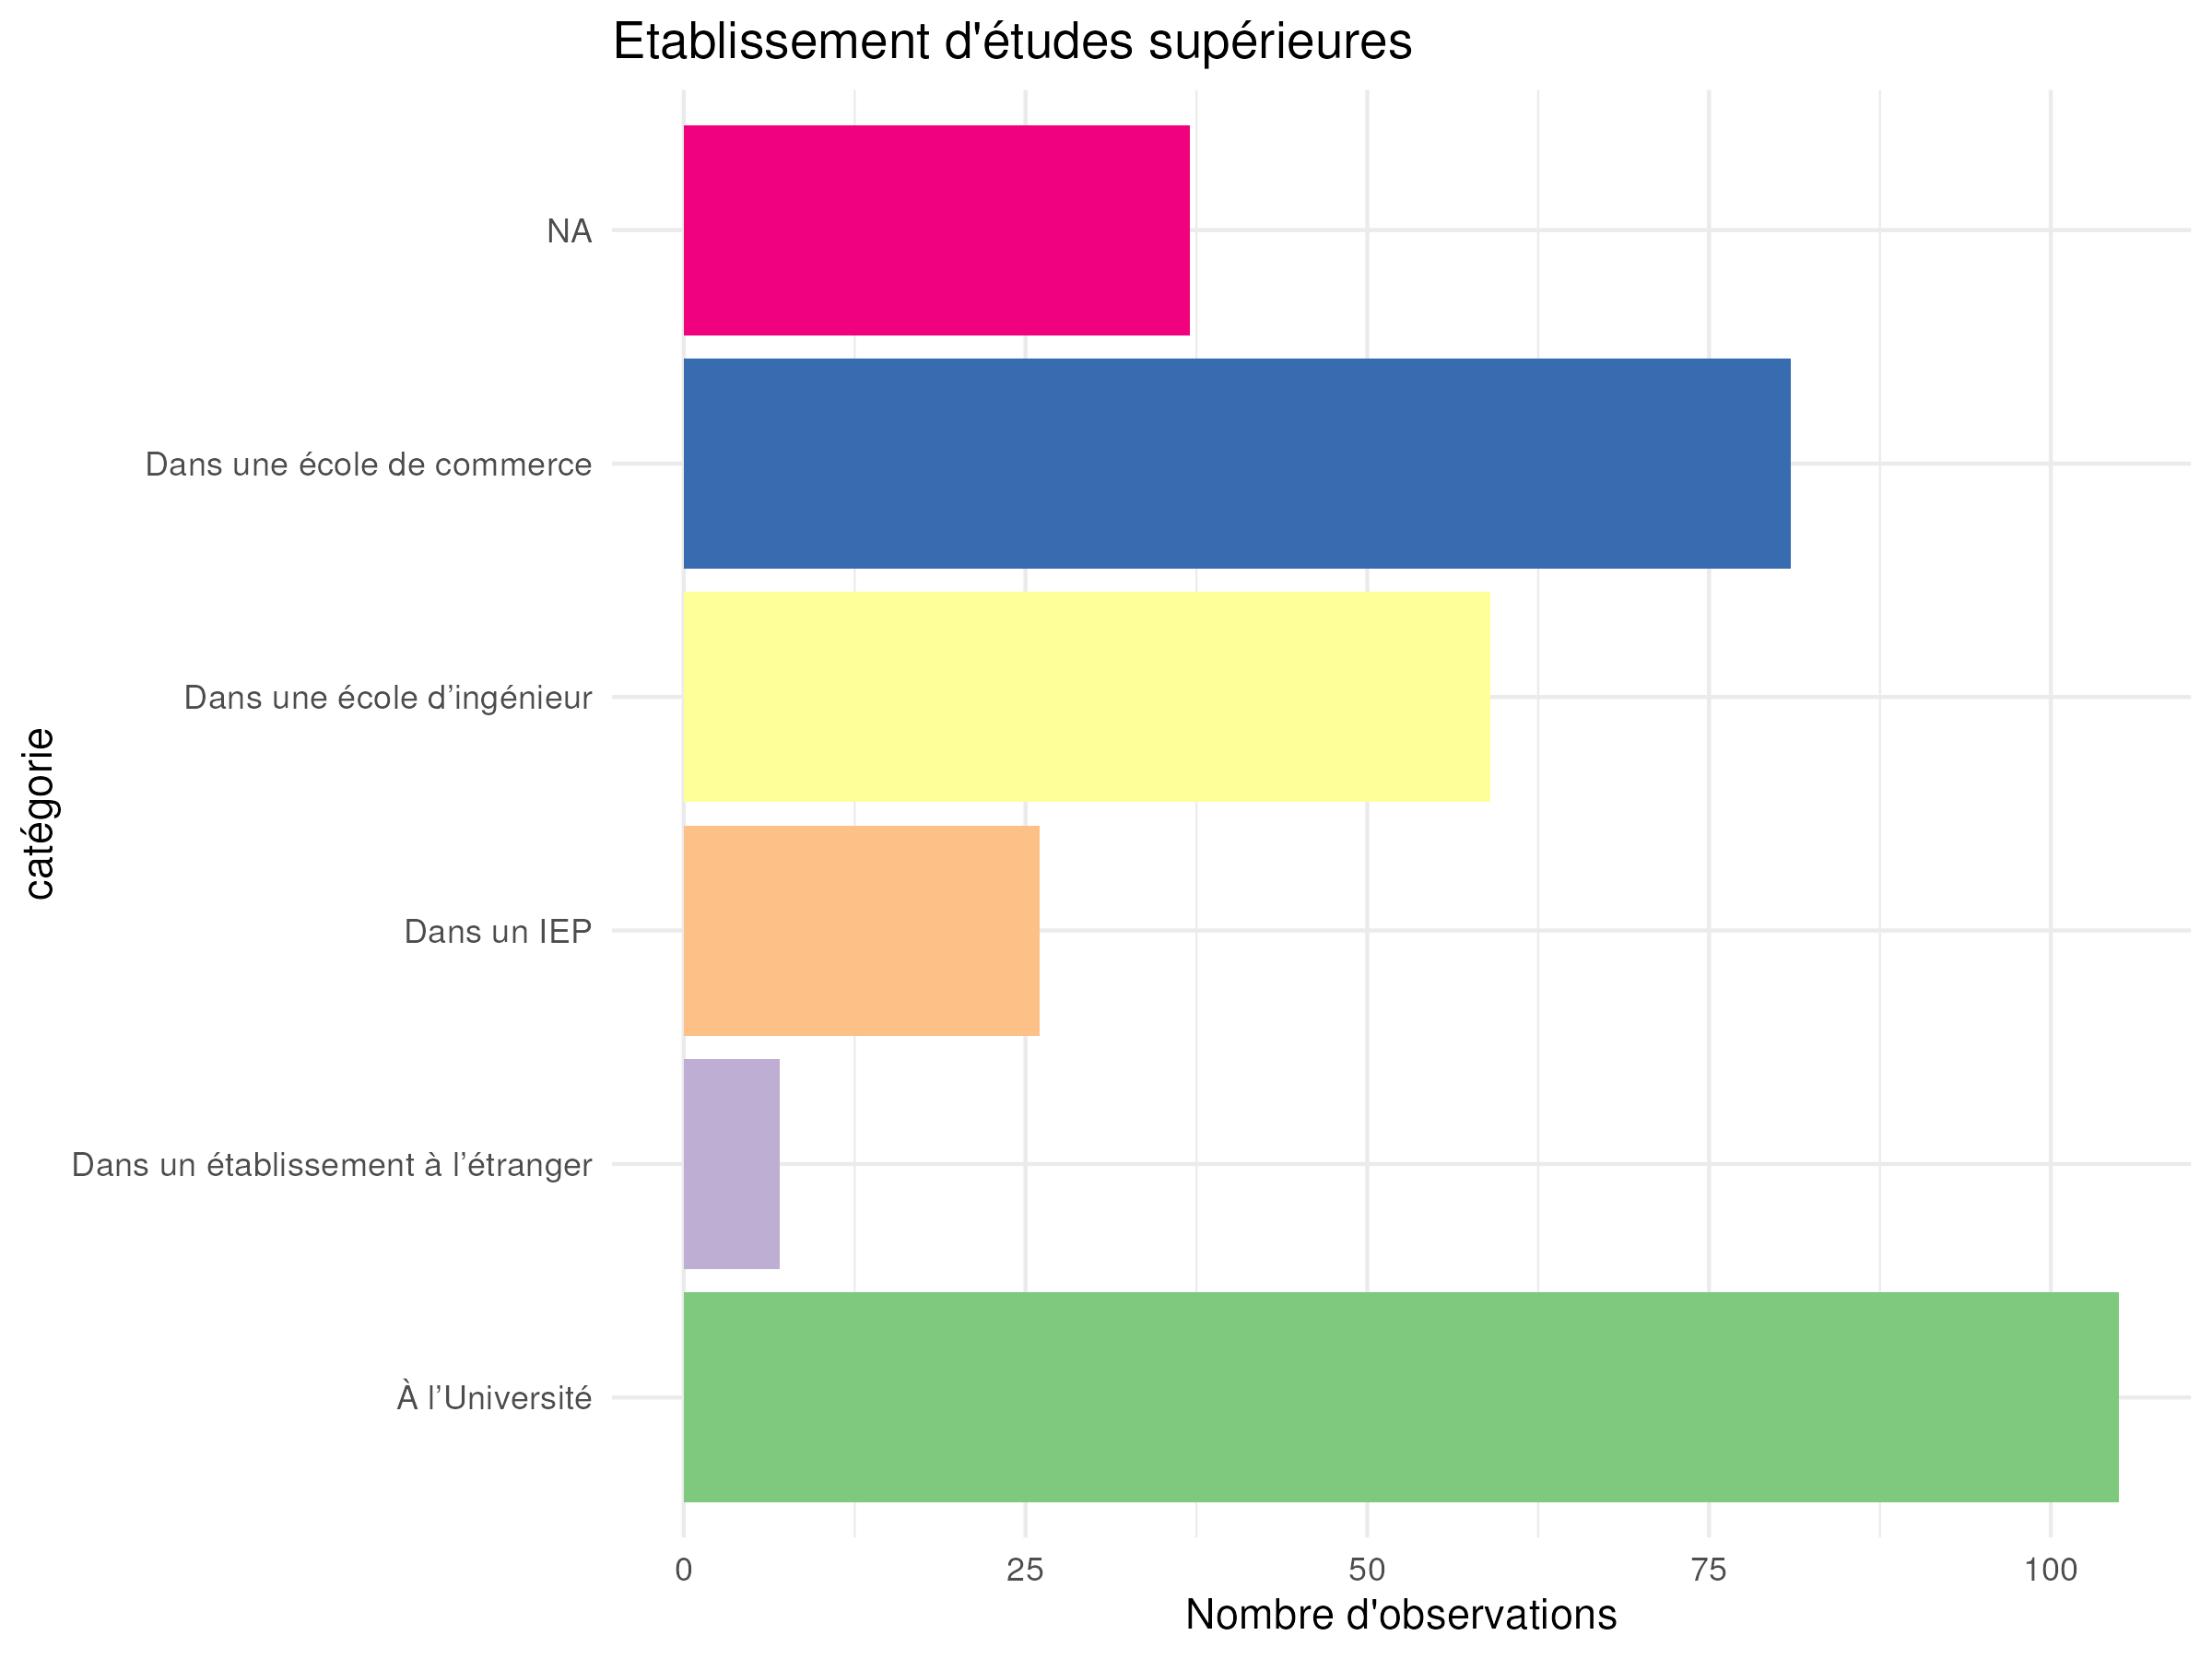 Etablissement d'études supérieures
NA
Dans une école de commerce
Dans une école d’ingénieur
Dans un IEP
Dans un établissement à l’étranger
À l’Université
catégorie
0 25 50 75 100
Nombre d'observations